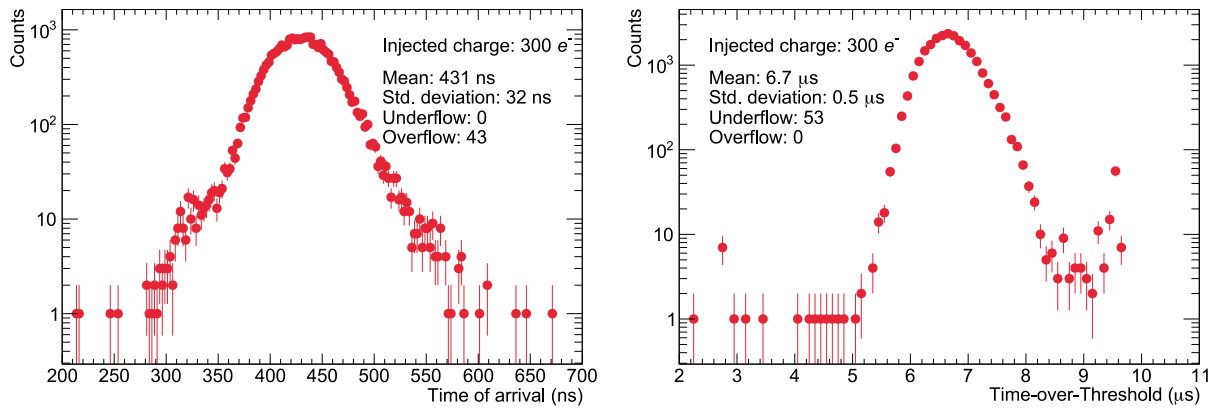 Counts
10³
10²
10
1
Injected charge: 300 e⁻
Mean: 431 ns
Std. deviation: 32 ns
Underflow: 0
Overflow: 43
200 250 300 350 400 450 500 550 600 650 700
Time of arrival (ns)
Counts
10³
10²
10
1
Injected charge: 300 e⁻
Mean: 6.7 μs
Std. deviation: 0.5 μs
Underflow: 53
Overflow: 0
2 3 4 5 6 7 8 9 10 11
Time-over-Threshold (μs)